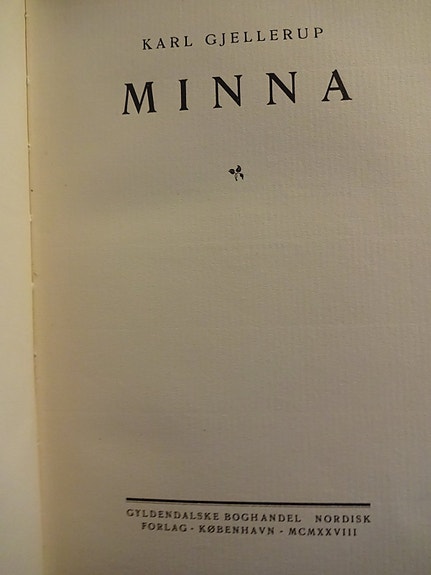 KARL GJELLERUP
MINNA
GYLDENDALSKE BOGHANDEL NORDISK
FORLAG - KØBENHAVN - MCMXXVIII